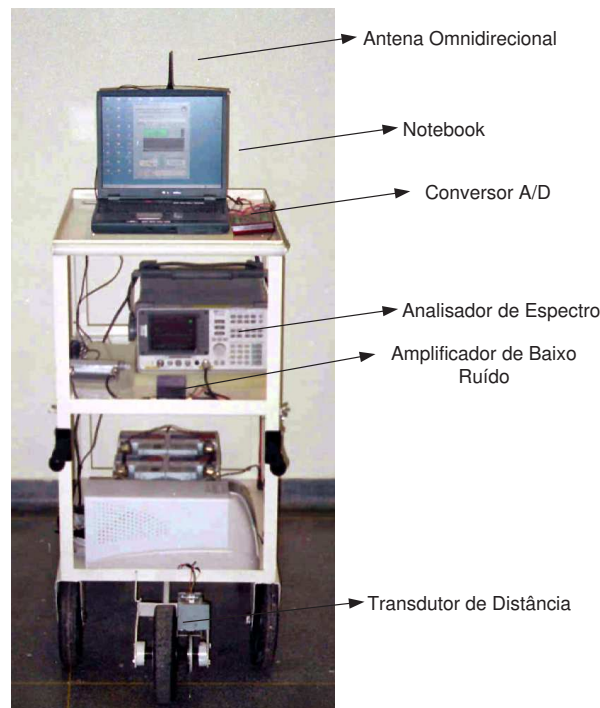 Antena Omnidirecional
Notebook
Conversor A/D
Analisador de Espectro
Amplificador de Baixo
Ruído
Transdutor de Distância